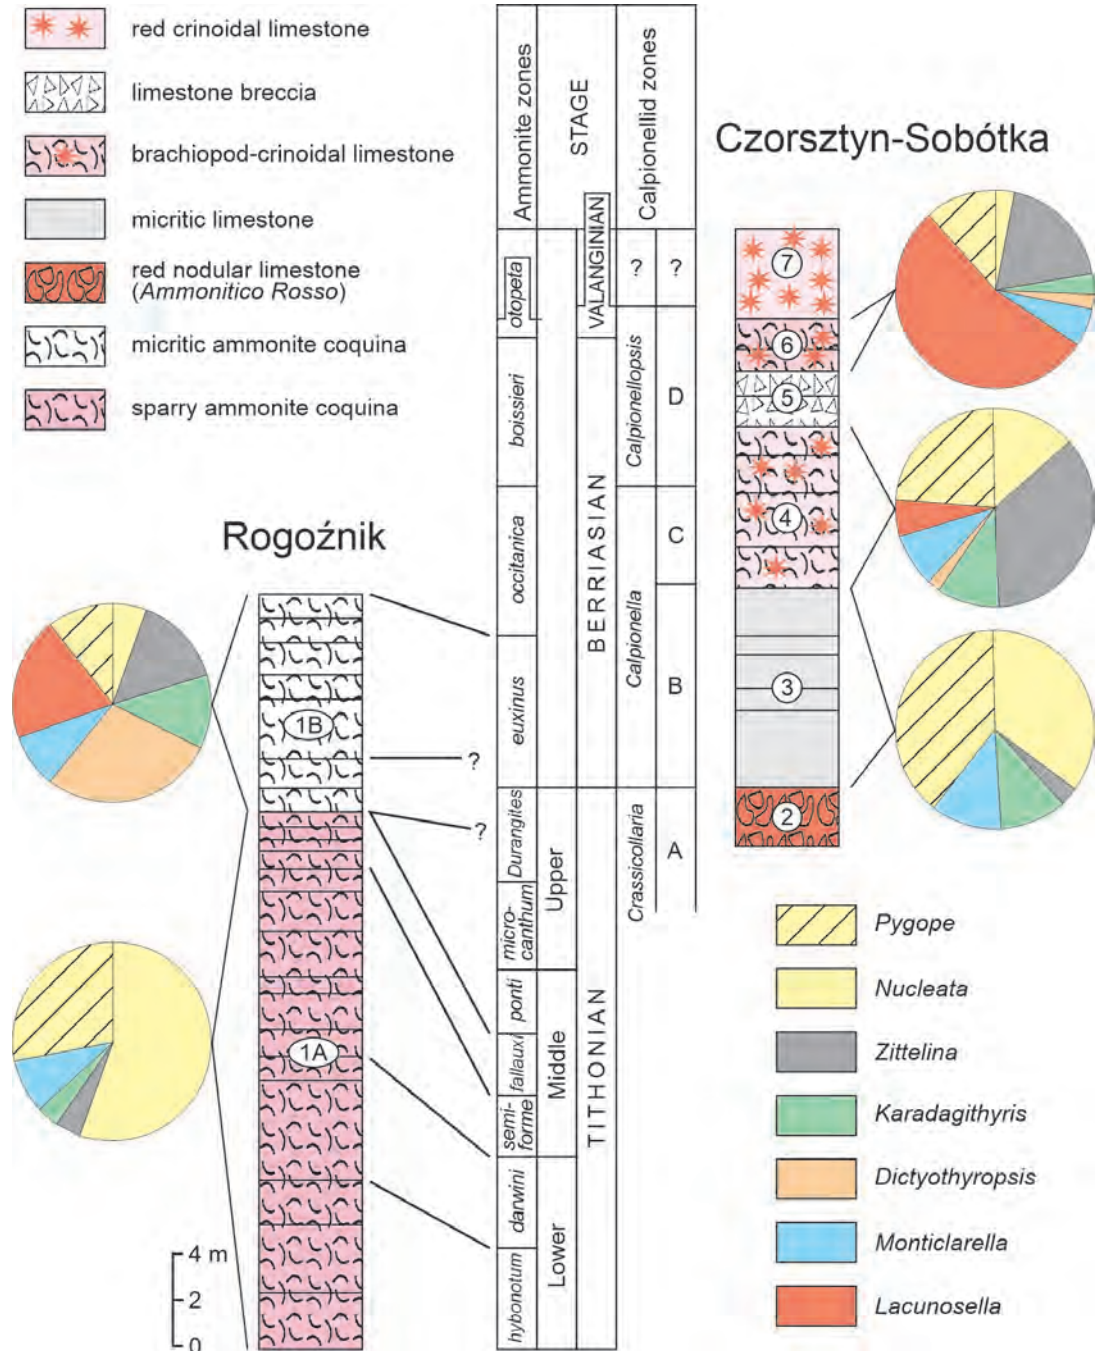 red crinoidal limestone
limestone breccia
brachiopod-crinoidal limestone
micritic limestone
red nodular limestone
(Ammonitico Rosso)
micritic ammonite coquina
sparry ammonite coquina
Ammonite zones
STAGE
Calpionellid zones
otopeta
boissieri
occitanica
euxinus
Durangites
micro-
canthum
ponti
fallauxi
semi-
forme
darwini
hybonotum
Upper
Middle
Lower
VALANGINIAN
BERRIASIAN
TITHONIAN
?
Calpionellopsis
Calpionella
Crassicollaria
?
D
C
B
A
Rogoźnik
1B
1A
?
?
4 m
2
0
Czorsztyn-Sobótka
7
6
5
4
3
2
Pygope
Nucleata
Zittelina
Karadagithyris
Dictyothyropsis
Monticlarella
Lacunosella